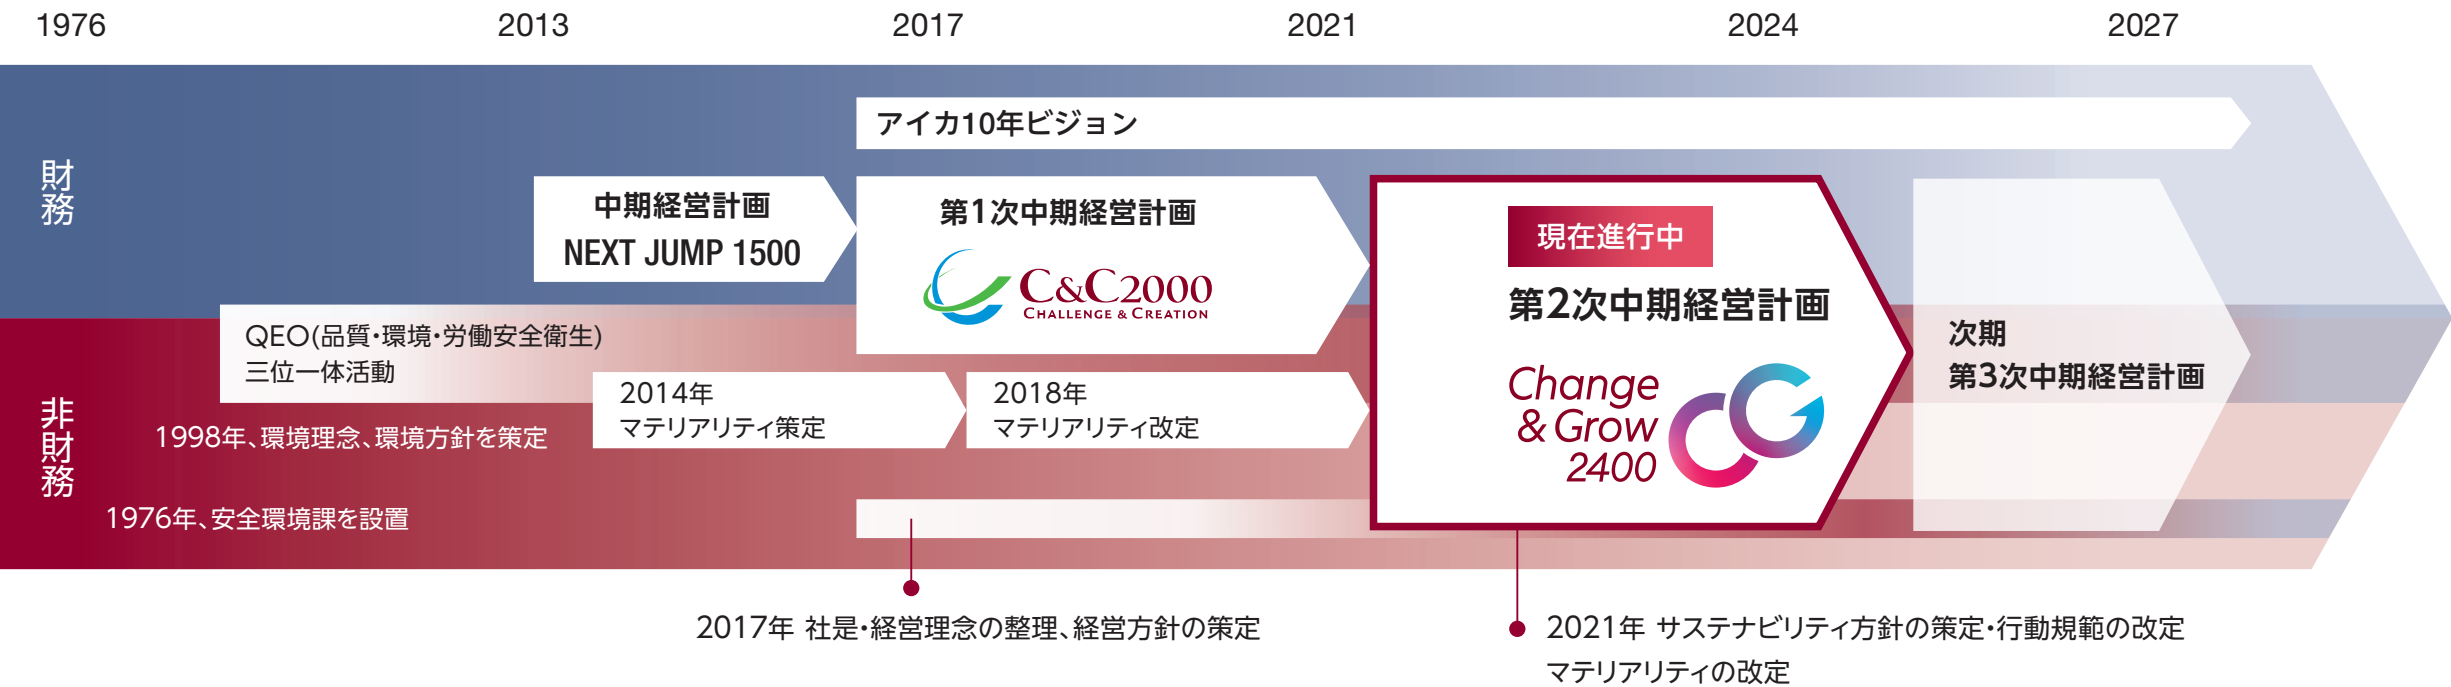 1976
2013
2017
2021
2024
2027
財務
アイカ10年ビジョン
中期経営計画
NEXT JUMP 1500
第1次中期経営計画
C&C2000
CHALLENGE & CREATION
現在進行中
第2次中期経営計画
Change
& Grow
2400
次期
第3次中期経営計画
非財務
QEO(品質・環境・労働安全衛生)
三位一体活動
2014年
マテリアリティ策定
2018年
マテリアリティ改定
1998年、環境理念、環境方針を策定
1976年、安全環境課を設置
2017年 社是・経営理念の整理、経営方針の策定
2021年 サステナビリティ方針の策定・行動規範の改定
マテリアリティの改定